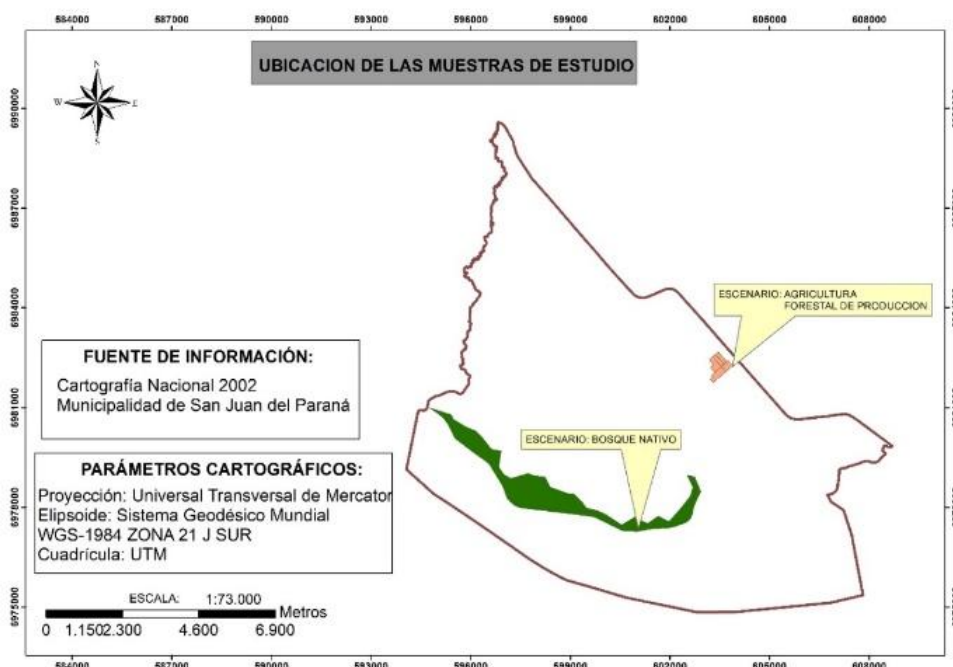 584000 587000 590000 593000 596000 599000 602000 605000 608000
UBICACION DE LAS MUESTRAS DE ESTUDIO
N
W E
S
6990000
6987000
ESCENARIO: AGRICULTURA
FORESTAL DE PRODUCCION
6984000
FUENTE DE INFORMACIÓN:
Cartografía Nacional 2002
Municipalidad de San Juan del Paraná
6981000
ESCENARIO: BOSQUE NATIVO
PARÁMETROS CARTOGRÁFICOS:
Proyección: Universal Transversal de Mercator
Elipsoide: Sistema Geodésico Mundial
WGS-1984 ZONA 21 J SUR
Cuadrícula: UTM
6978000
ESCALA: 1:73.000
Metros
0 1.150 2.300 4.600 6.900
6975000
584000 587000 590000 593000 596000 599000 602000 605000 608000